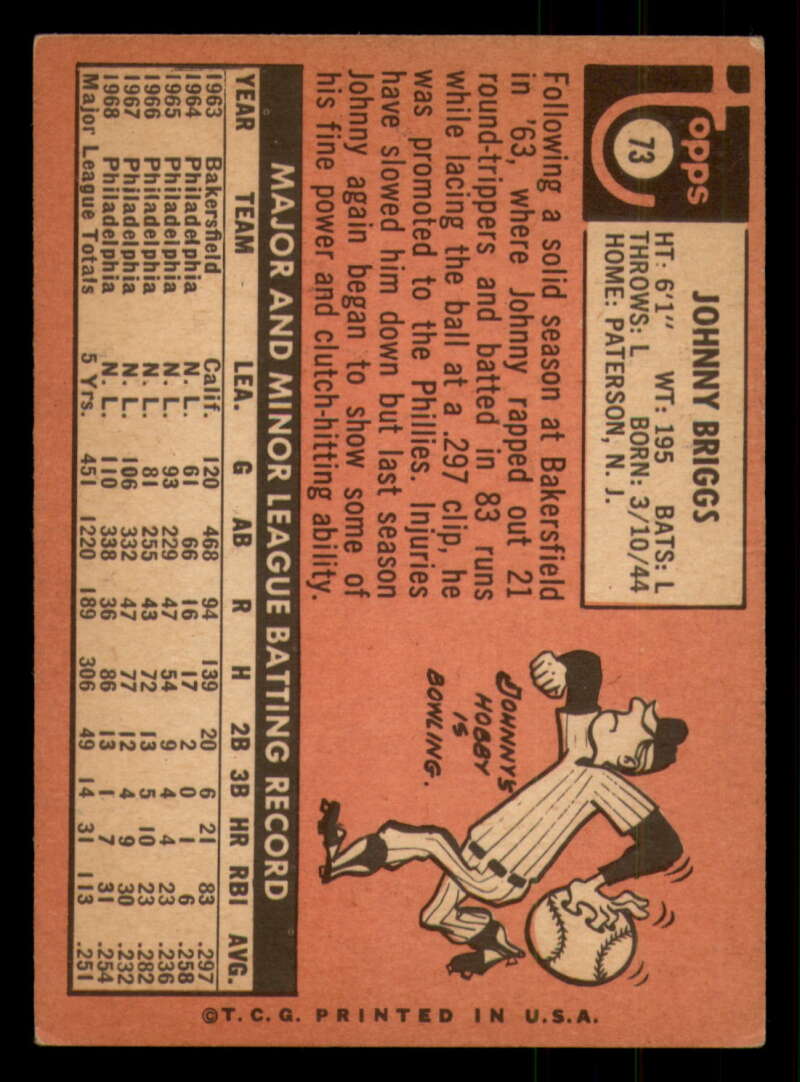 Topps
73
JOHNNY BRIGGS
HT: 6'1" WT: 195 BATS: L
THROWS: L BORN: 3/10/44
HOME: PATERSON, N. J.
Following a solid season at Bakersfield
in '63, where Johnny rapped out 21
round-trippers and batted in 83 runs
while lacing the ball at a .297 clip, he
was promoted to the Phillies. Injuries
have slowed him down but last season
Johnny again began to show some of
his fine power and clutch-hitting ability.
JOHNNY'S
HOBBY
IS
BOWLING.
MAJOR AND MINOR LEAGUE BATTING RECORD
YEAR TEAM LEA. G AB R H 2B 3B HR RBI AVG.
1963 Bakersfield Calif. 120 468 94 139 20 6 21 83 .297
1964 Philadelphia N. L. 61 66 16 17 2 0 1 6 .258
1965 Philadelphia N. L. 93 229 47 54 9 4 4 23 .236
1966 Philadelphia N. L. 81 255 43 72 13 5 10 23 .282
1967 Philadelphia N. L. 106 332 47 77 12 4 9 30 .232
1968 Philadelphia N. L. 110 338 36 86 13 1 7 31 .254
Major League Totals 5 Yrs. 451 1220 189 306 49 14 31 113 .251
©T. C. G. PRINTED IN U.S.A.